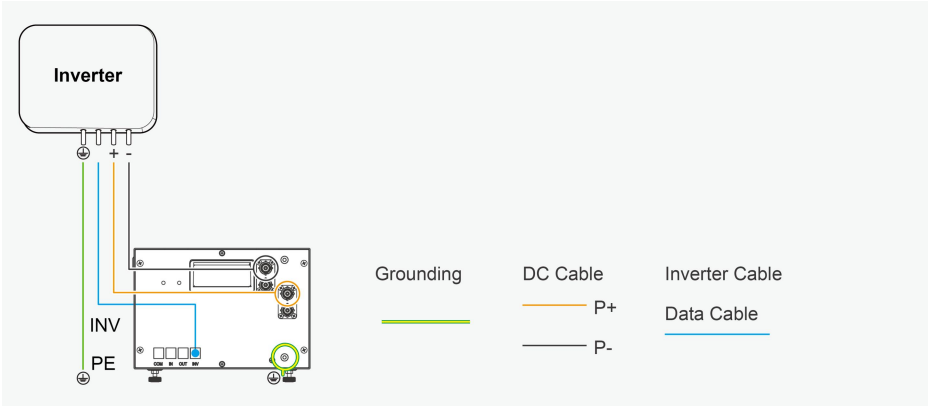 Inverter
+ -
INV
PE
COM IN OUT INV
Grounding
DC Cable
P+
P-
Inverter Cable
Data Cable